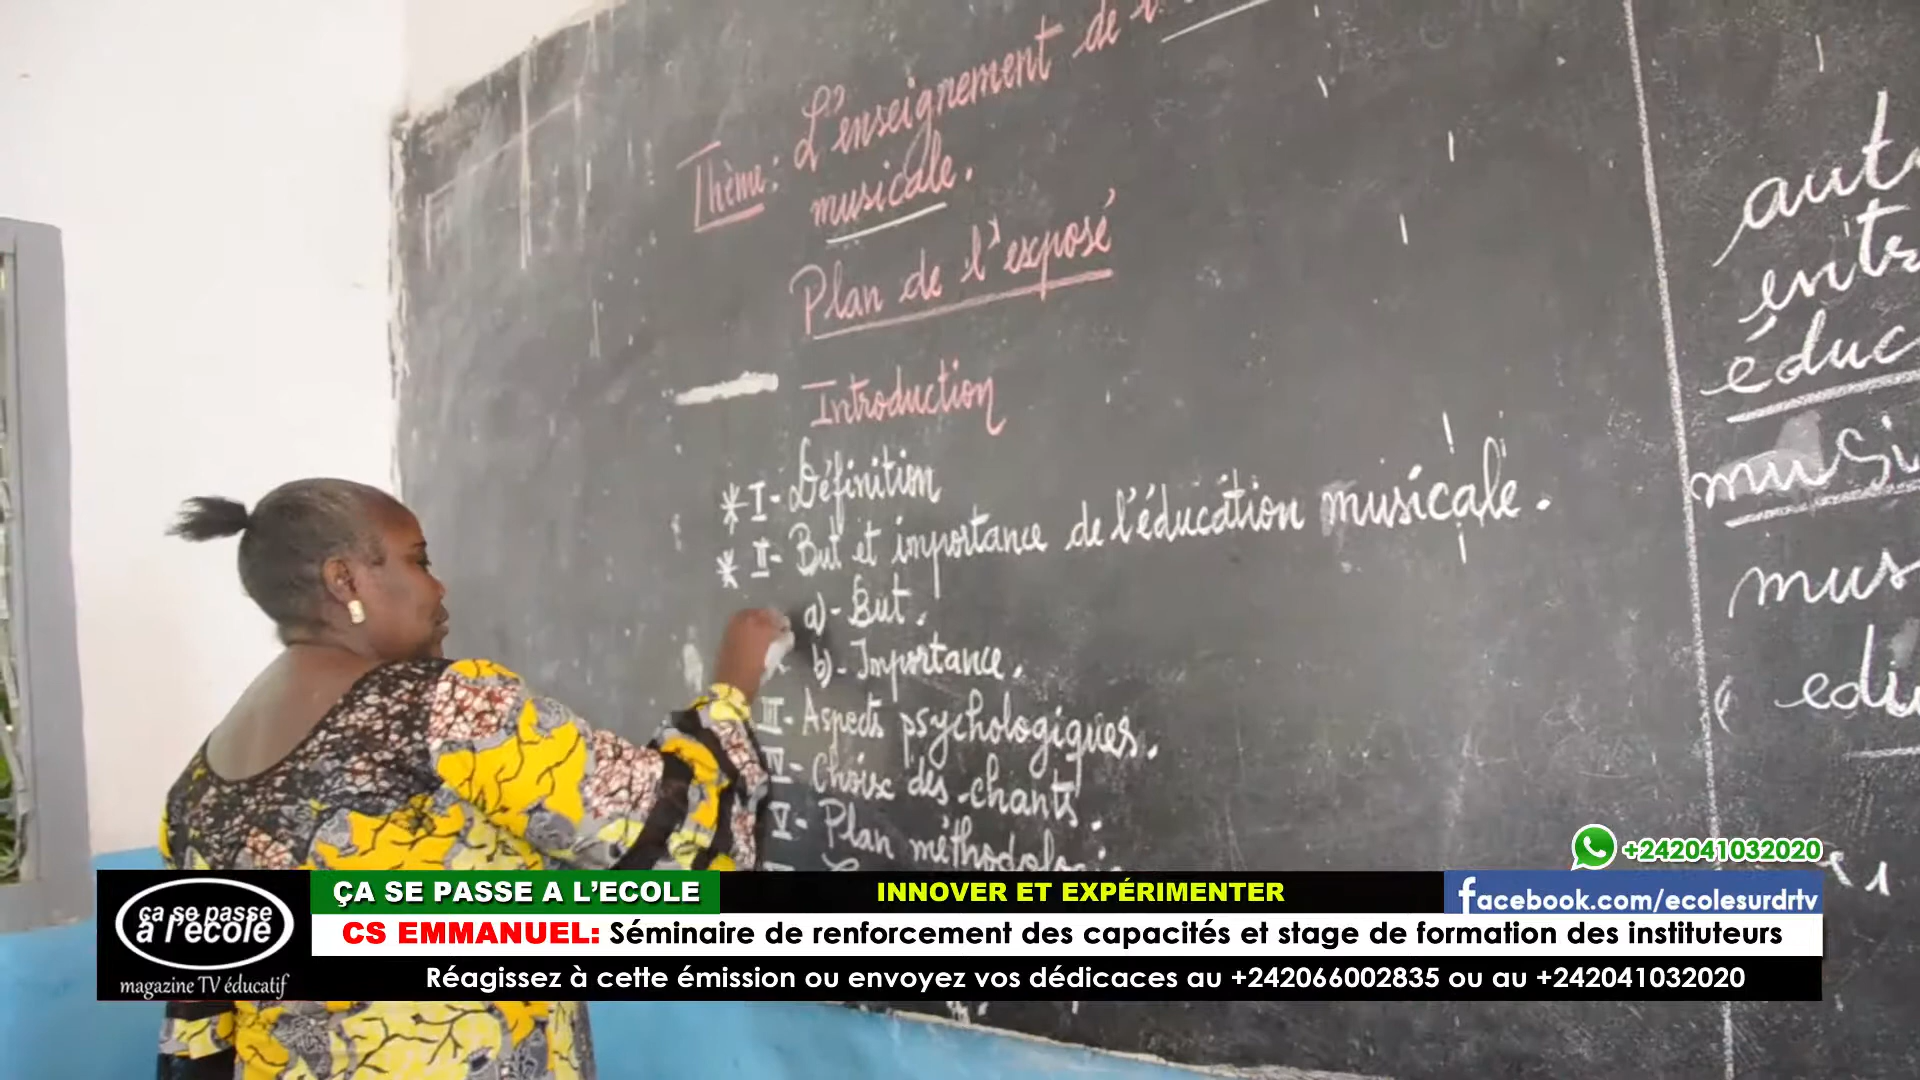 Thème: L'enseignement de l'
musicale.
Plan de l'exposé
Introduction
* I- Définition
* II- But et importance de l'éducation musicale.
a)- But.
b)- Importance.
III- Aspects psychologiques.
IV- Choix des chants.
V- Plan
mus
+242041032020
ça se passe
à l'école
magazine TV éducatif
ÇA SE PASSE A L'ECOLE
INNOVER ET EXPÉRIMENTER
facebook.com/ecolesurdrtv
CS EMMANUEL: Séminaire de renforcement des capacités et stage de formation des instituteurs
Réagissez à cette émission ou envoyez vos dédicaces au +242066002835 ou au +242041032020